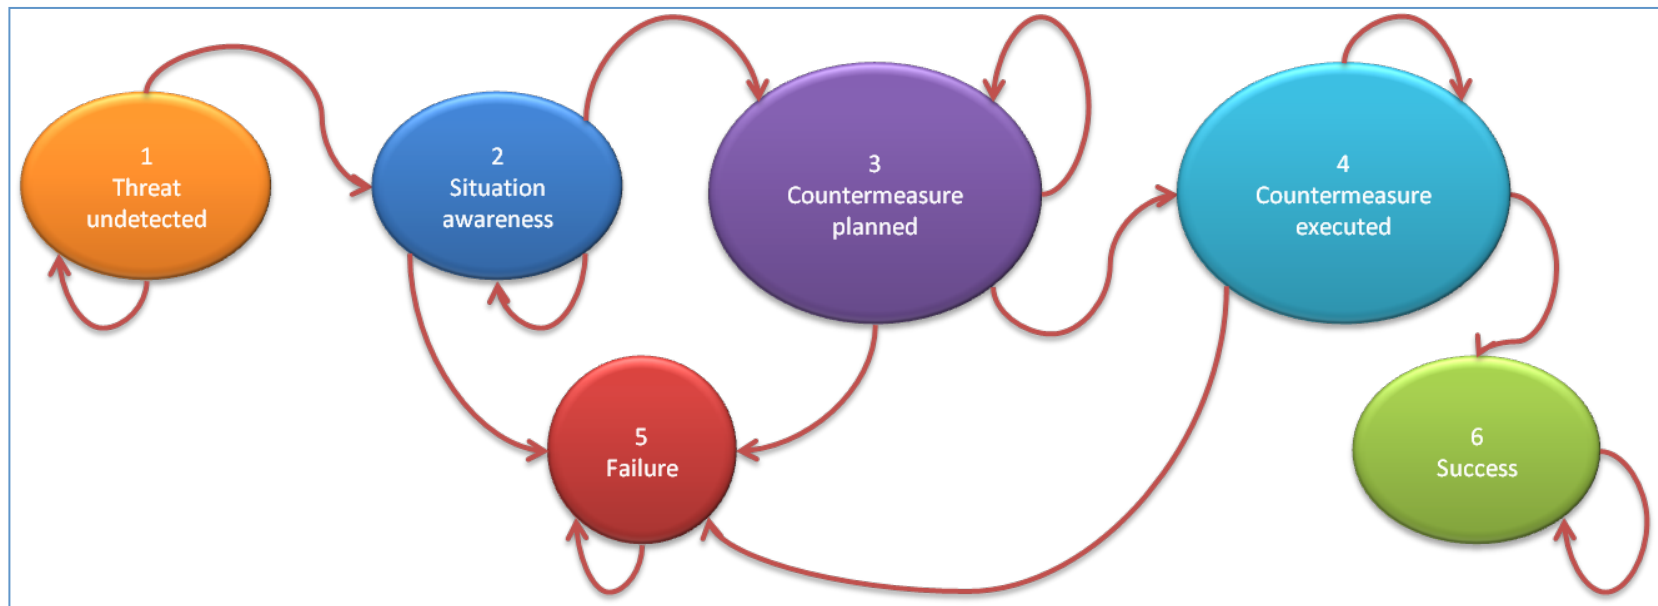 1
Threat
undetected
2
Situation
awareness
3
Countermeasure
planned
4
Countermeasure
executed
5
Failure
6
Success